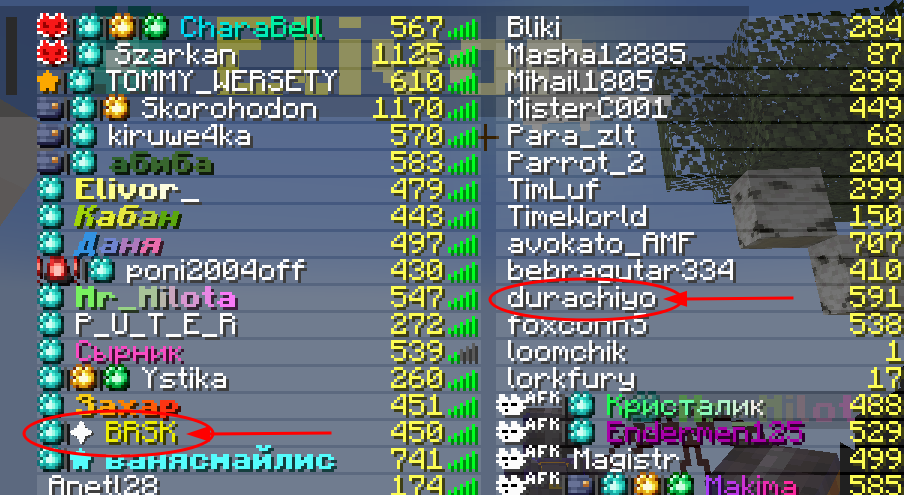 CharaBell 567
Szarkan 1125
TOMMY_WERSETY 610
Skorohodon 1170
kiruwe4ka 570
абиба 583
Elivor_ 479
Кабан 443
Даня 497
poni2004off 430
Mr_Milota 547
P_U_T_E_R 272
Сырник 539
Ystika 260
Захар 451
BRSK 450
ванясмайлис 741
Anetl28 174
Bliki 284
Masha12885 87
Mihail1805 299
MisterC001 449
Para_zlt 68
Parrot_2 204
TimLuf 299
TimeWorld 150
avokato_AMF 707
bebragutar334 410
durachiyo 591
foxconn5 538
loomchik 1
lorkfury 17
AFK Кристалик 488
AFK Endermen125 529
AFK Magistr 499
AFK Makima 585